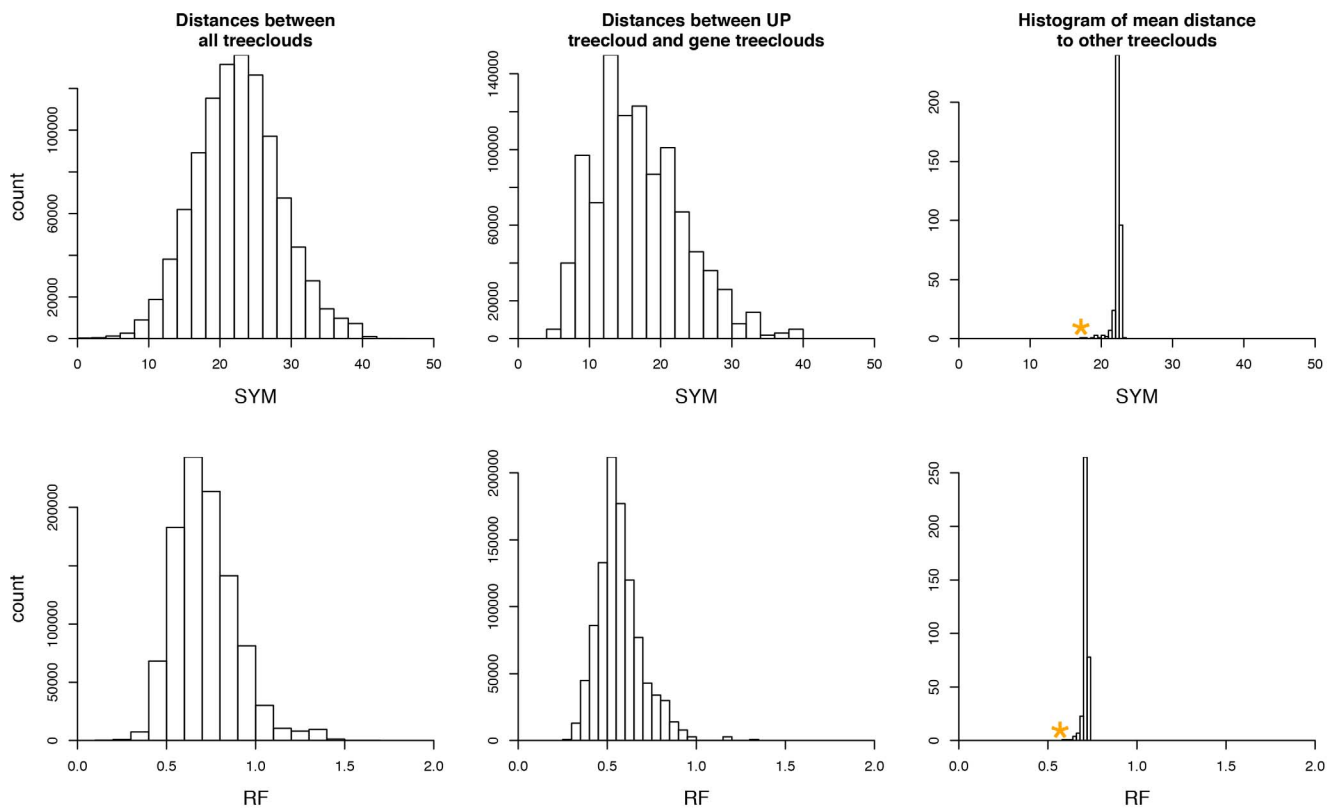 Distances between
all treeclouds
Distances between UP
treecloud and gene treeclouds
Histogram of mean distance
to other treeclouds
count
0
20000
60000
100000
0 10 20 30 40 50
SYM
0
20000
60000
100000
140000
0 10 20 30 40 50
SYM
0
50
100
150
200
0 10 20 30 40 50
SYM
count
0
50000
100000
200000
0.0 0.5 1.0 1.5 2.0
RF
0
50000
100000
150000
200000
0.0 0.5 1.0 1.5 2.0
RF
0
50
100
150
200
250
0.0 0.5 1.0 1.5 2.0
RF